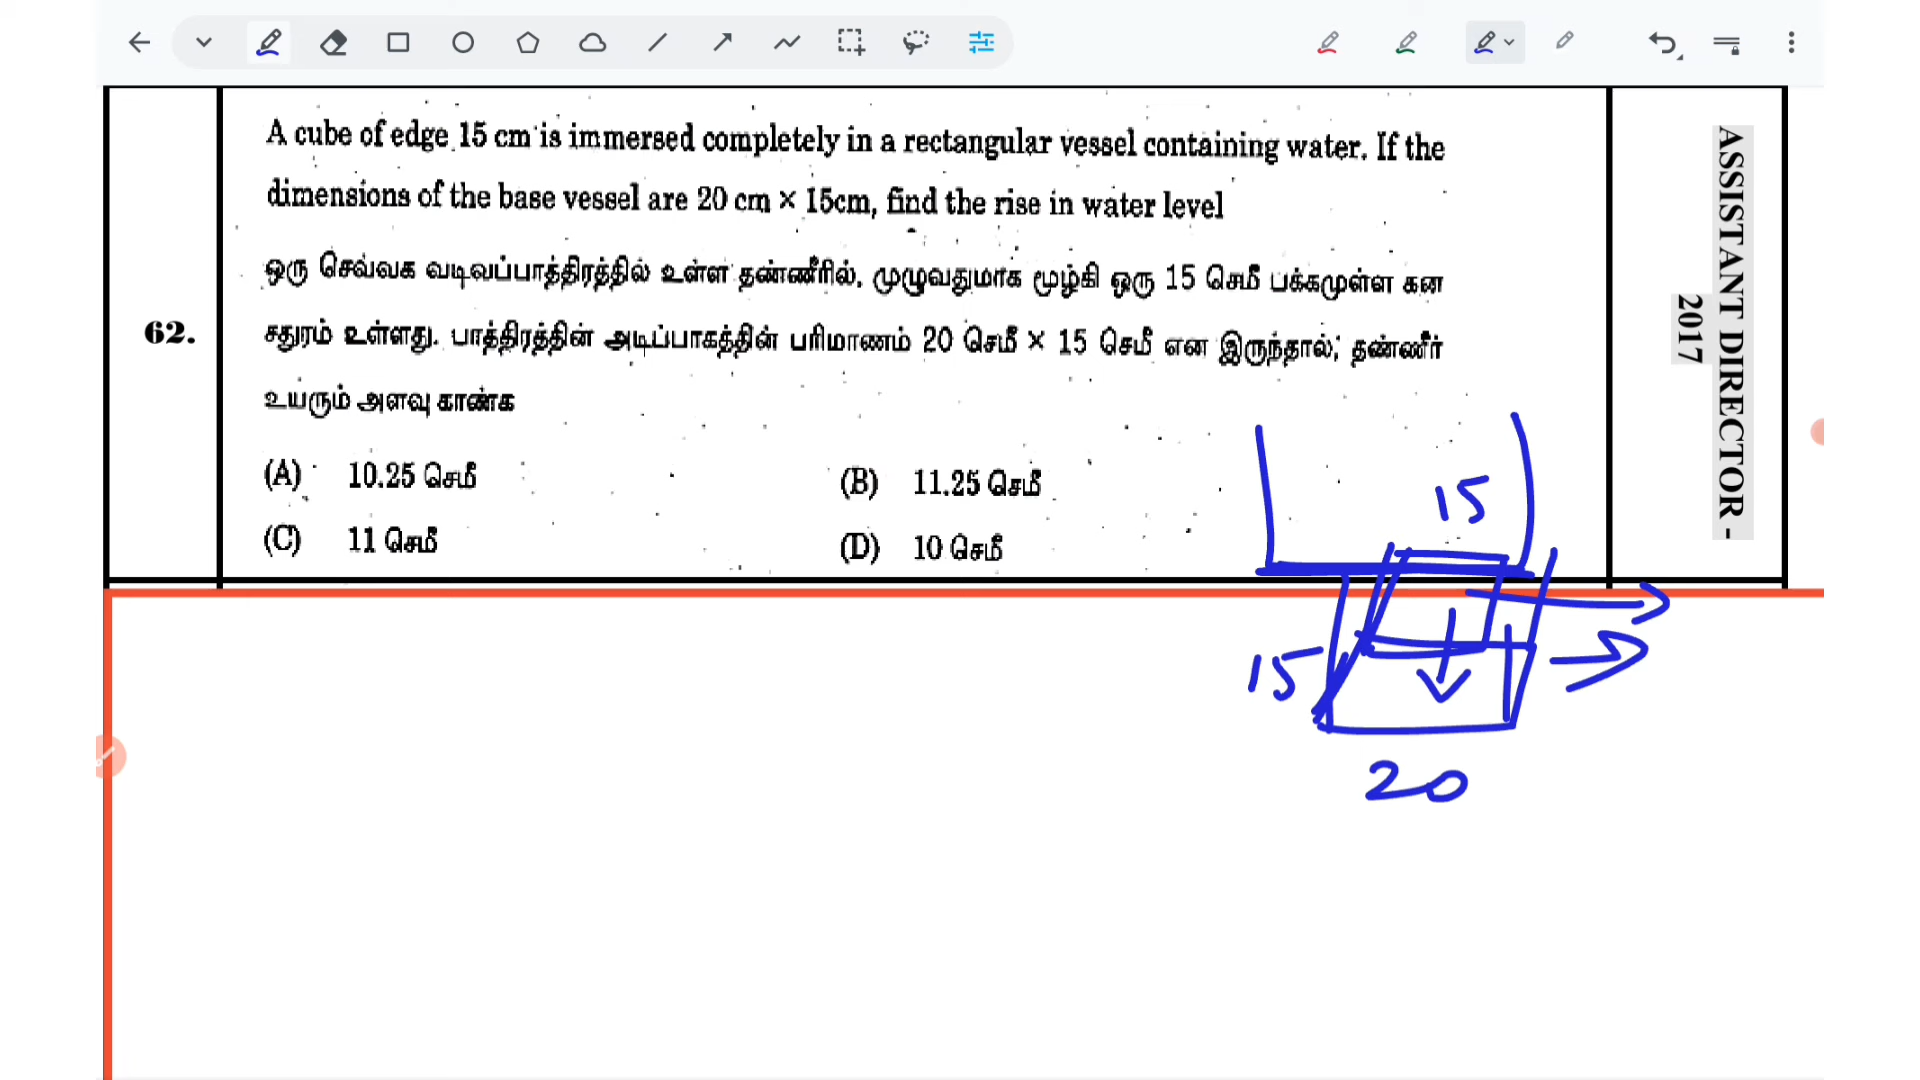 A cube of edge 15 cm is immersed completely in a rectangular vessel containing water. If the
dimensions of the base vessel are 20 cm × 15cm, find the rise in water level
ஒரு செவ்வக வடிவப்பாத்திரத்தில் உள்ள தண்ணீரில், முழுவதுமாக மூழ்கி ஒரு 15 செமீ பக்கமுள்ள கன
62.
சதுரம் உள்ளது. பாத்திரத்தின் அடிப்பாகத்தின் பரிமாணம் 20 செமீ × 15 செமீ என இருந்தால், தண்ணீர்
உயரும் அளவு காண்க
(A) 10.25 செமீ
(B) 11.25 செமீ
(C) 11 செமீ
(D) 10 செமீ
ASSISTANT DIRECTOR -
2017
15
15
20